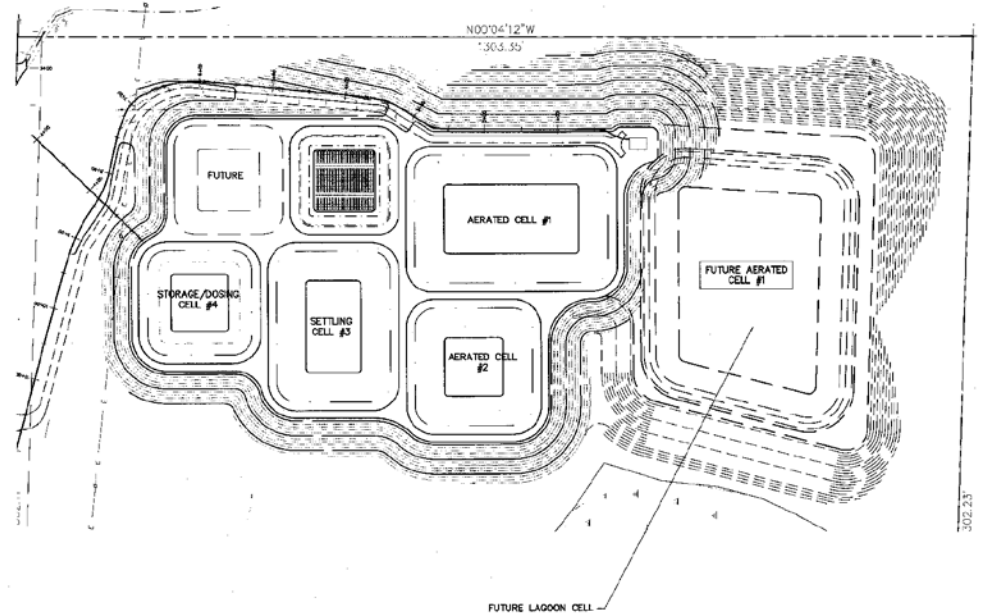 N00°04'12"W
'303.35'
FUTURE
AERATED CELL #1
STORAGE/DOSING
CELL #4
SETTLING
CELL #3
AERATED CELL
#2
FUTURE AERATED
CELL #1
302.23'
FUTURE LAGOON CELL